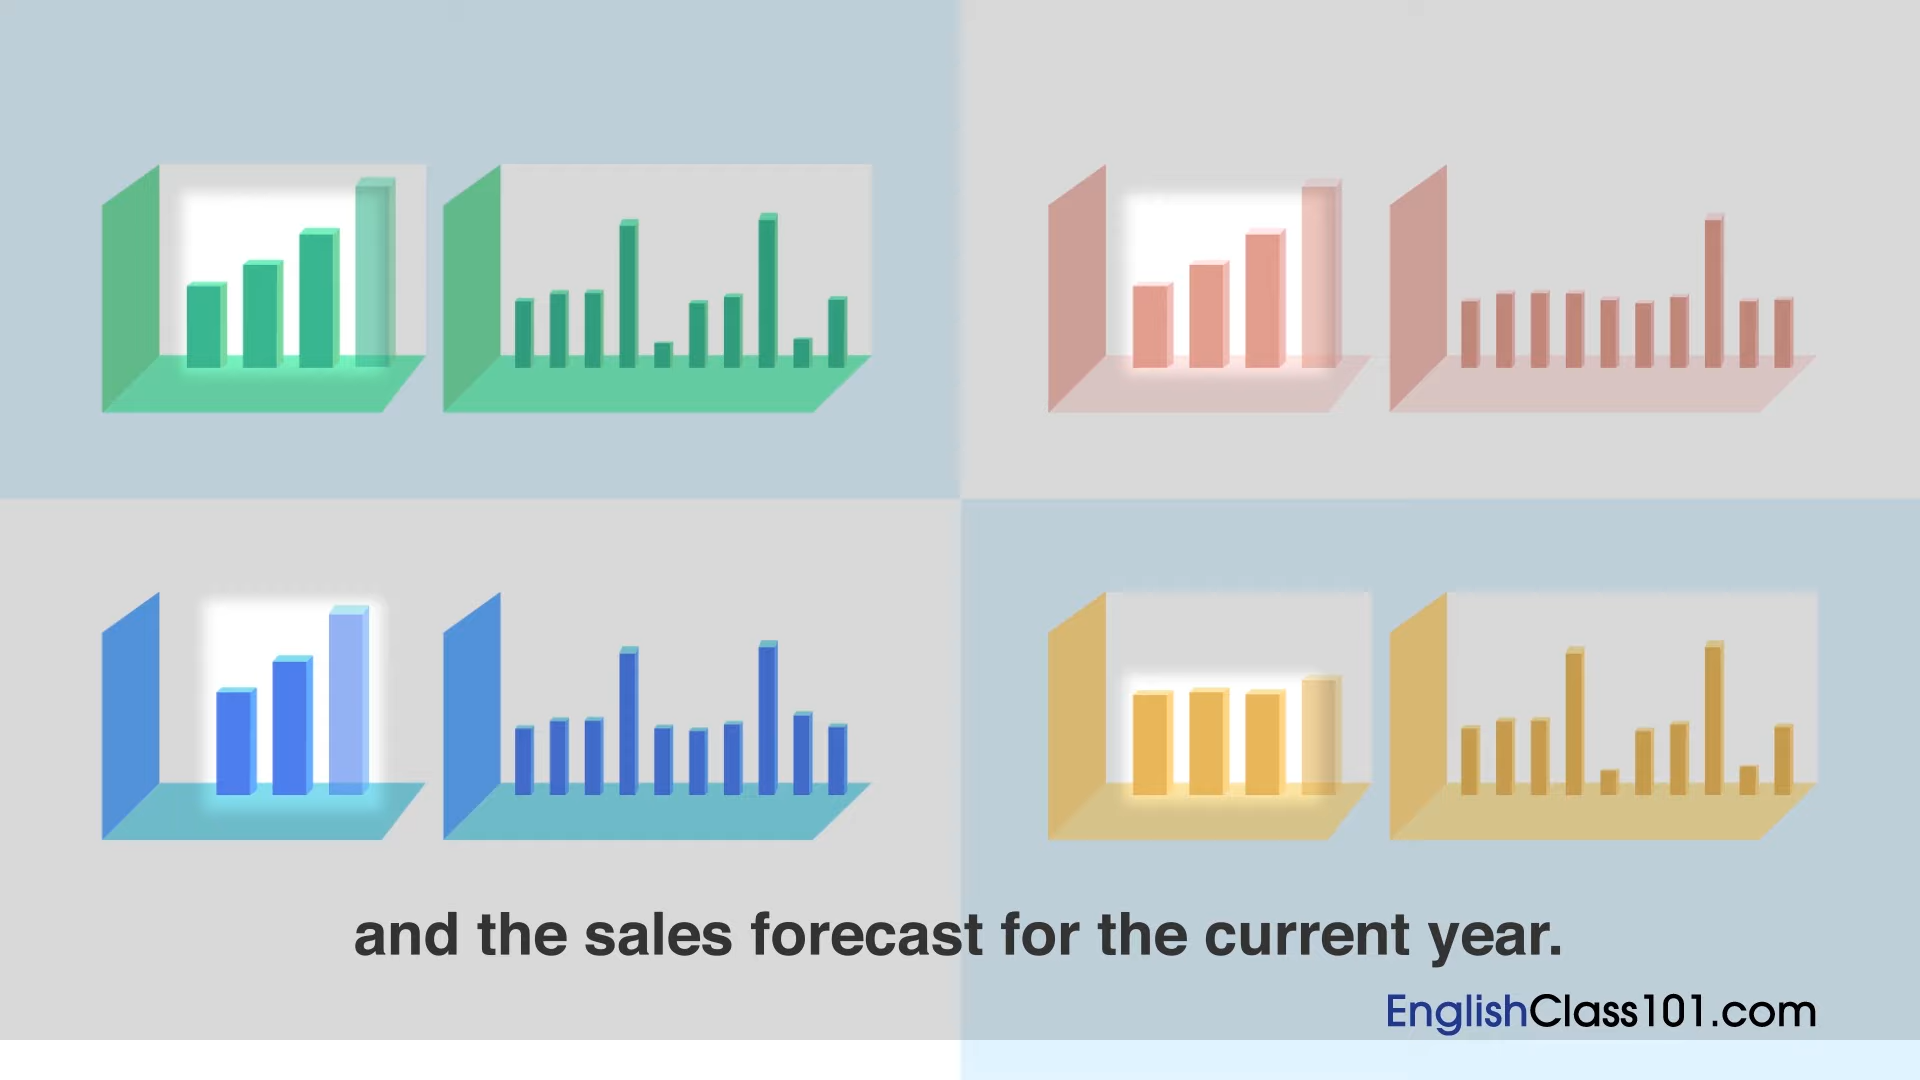 and the sales forecast for the current year.
EnglishClass101.com